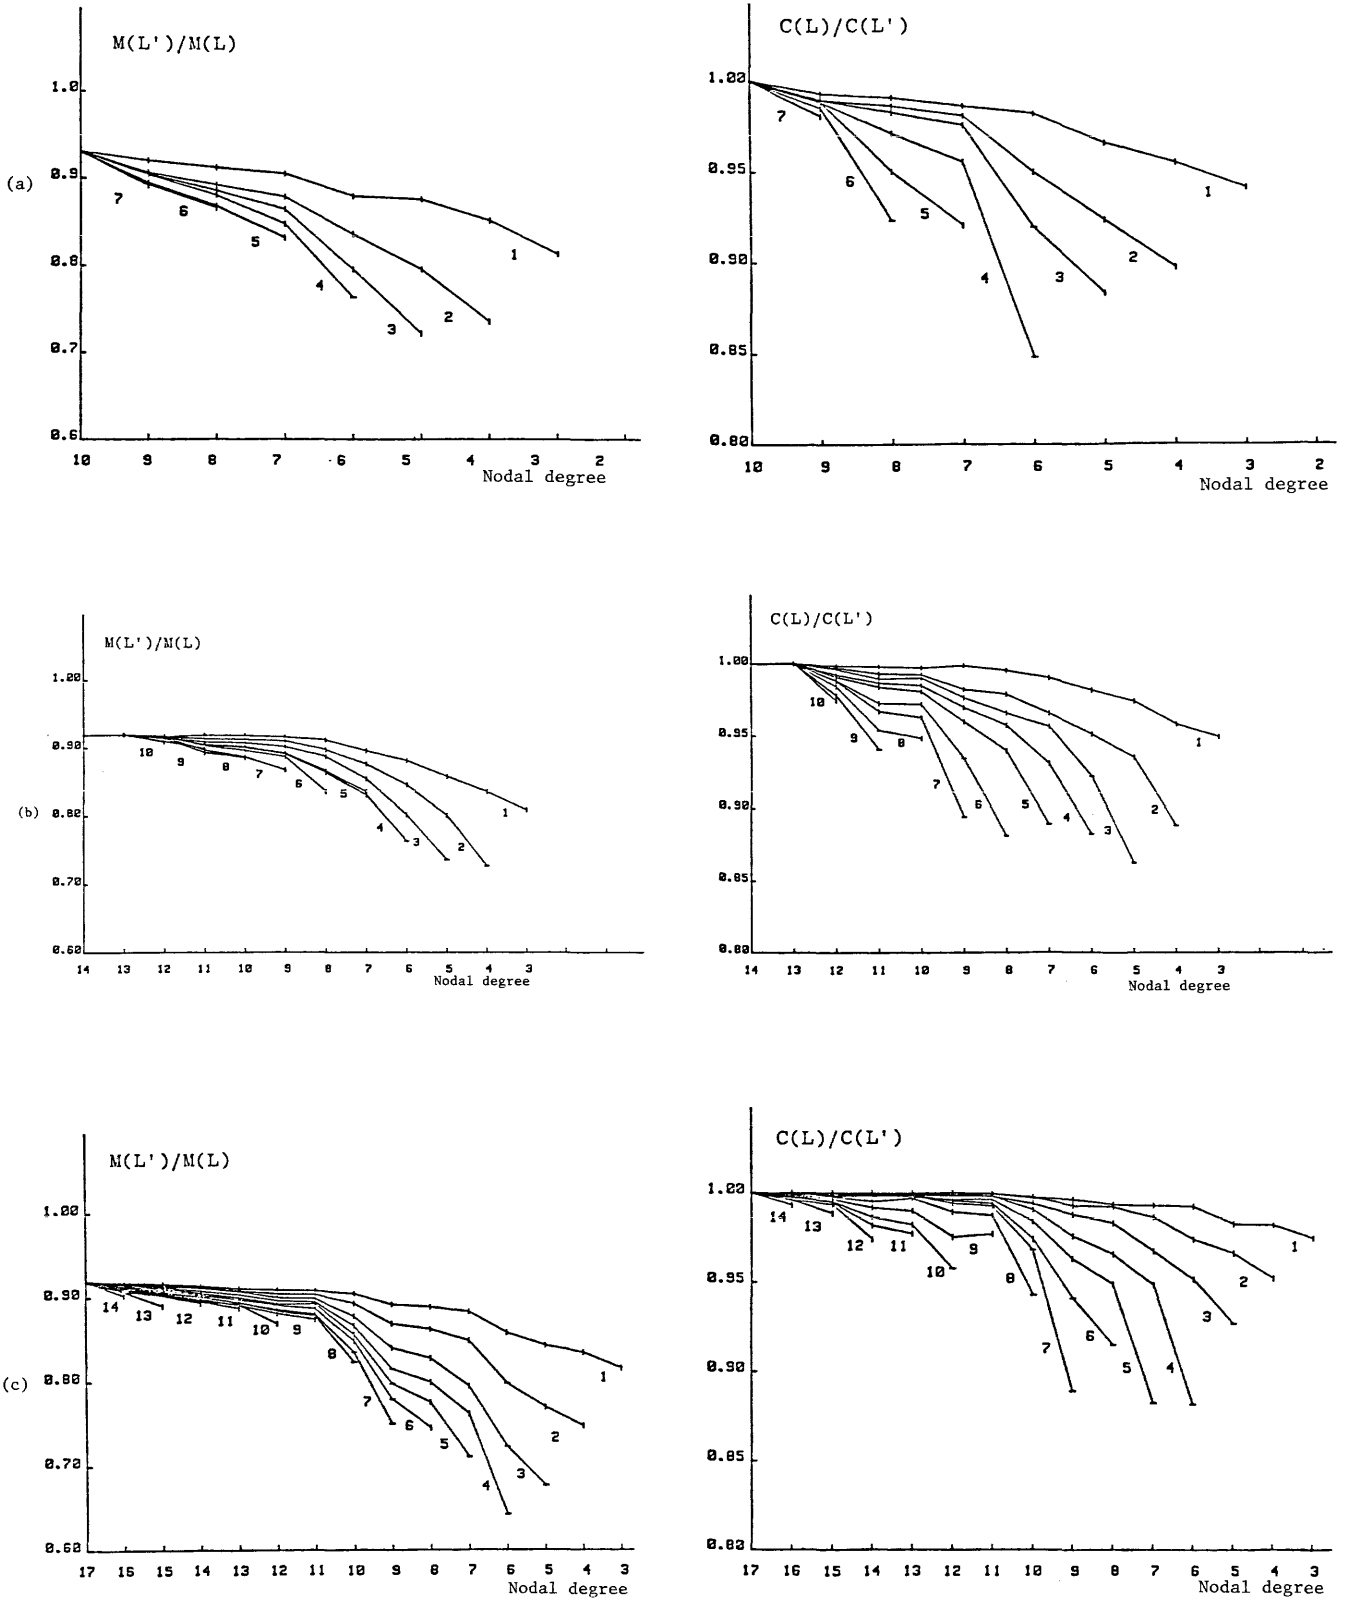 M(L')/M(L)
1.0
0.9
0.8
0.7
0.6
(a)
7
6
5
4
3
2
1
10 9 8 7 6 5 4 3 2
Nodal degree
C(L)/C(L')
1.00
0.95
0.90
0.85
0.80
7
6
5
4
3
2
1
10 9 8 7 6 5 4 3 2
Nodal degree
M(L')/M(L)
1.00
0.90
0.80
0.70
0.60
(b)
10 9 8 7 6 5 4 3 2 1
14 13 12 11 10 9 8 7 6 5 4 3
Nodal degree
C(L)/C(L')
1.00
0.95
0.90
0.85
0.80
10 9 8 7 6 5 4 3 2 1
14 13 12 11 10 9 8 7 6 5 4 3
Nodal degree
M(L')/M(L)
1.00
0.90
0.80
0.70
0.60
(c)
14 13 12 11 10 9 8 7 6 5 4 3 2 1
17 16 15 14 13 12 11 10 9 8 7 6 5 4 3
Nodal degree
C(L)/C(L')
1.00
0.95
0.90
0.85
0.80
14 13 12 11 10 9 8 7 6 5 4 3 2 1
17 16 15 14 13 12 11 10 9 8 7 6 5 4 3
Nodal degree